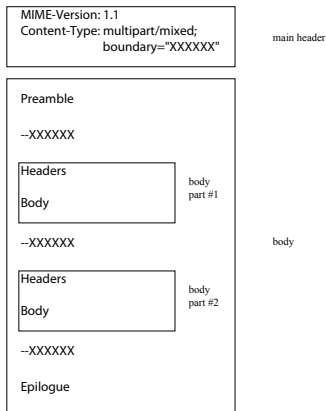 MIME-Version: 1.1
Content-Type: multipart/mixed;
boundary="XXXXXX"
main header
Preamble
--XXXXXX
Headers
Body
body
part #1
--XXXXXX
body
Headers
Body
body
part #2
--XXXXXX
Epilogue